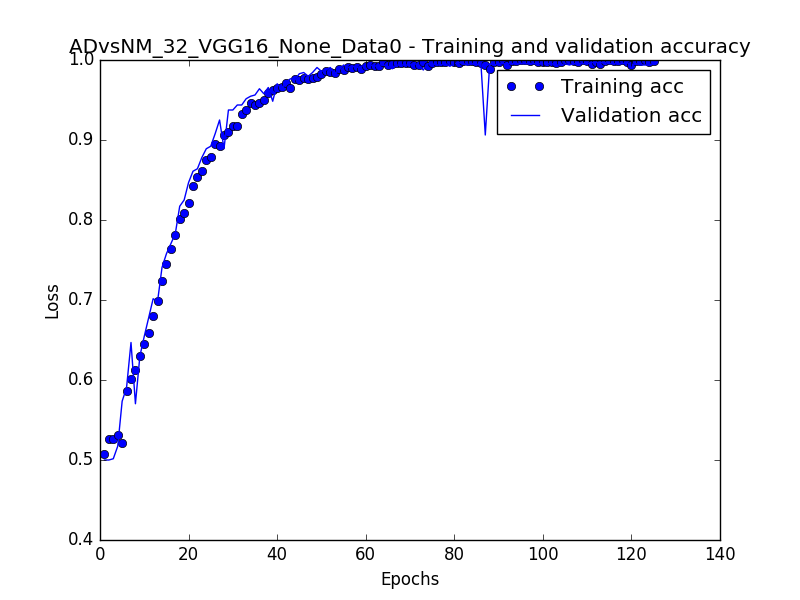 ADvsNM_32_VGG16_None_Data0 - Training and validation accuracy
1.0
0.9
0.8
0.7
0.6
0.5
0.4
Loss
Training acc
Validation acc
0 20 40 60 80 100 120 140
Epochs